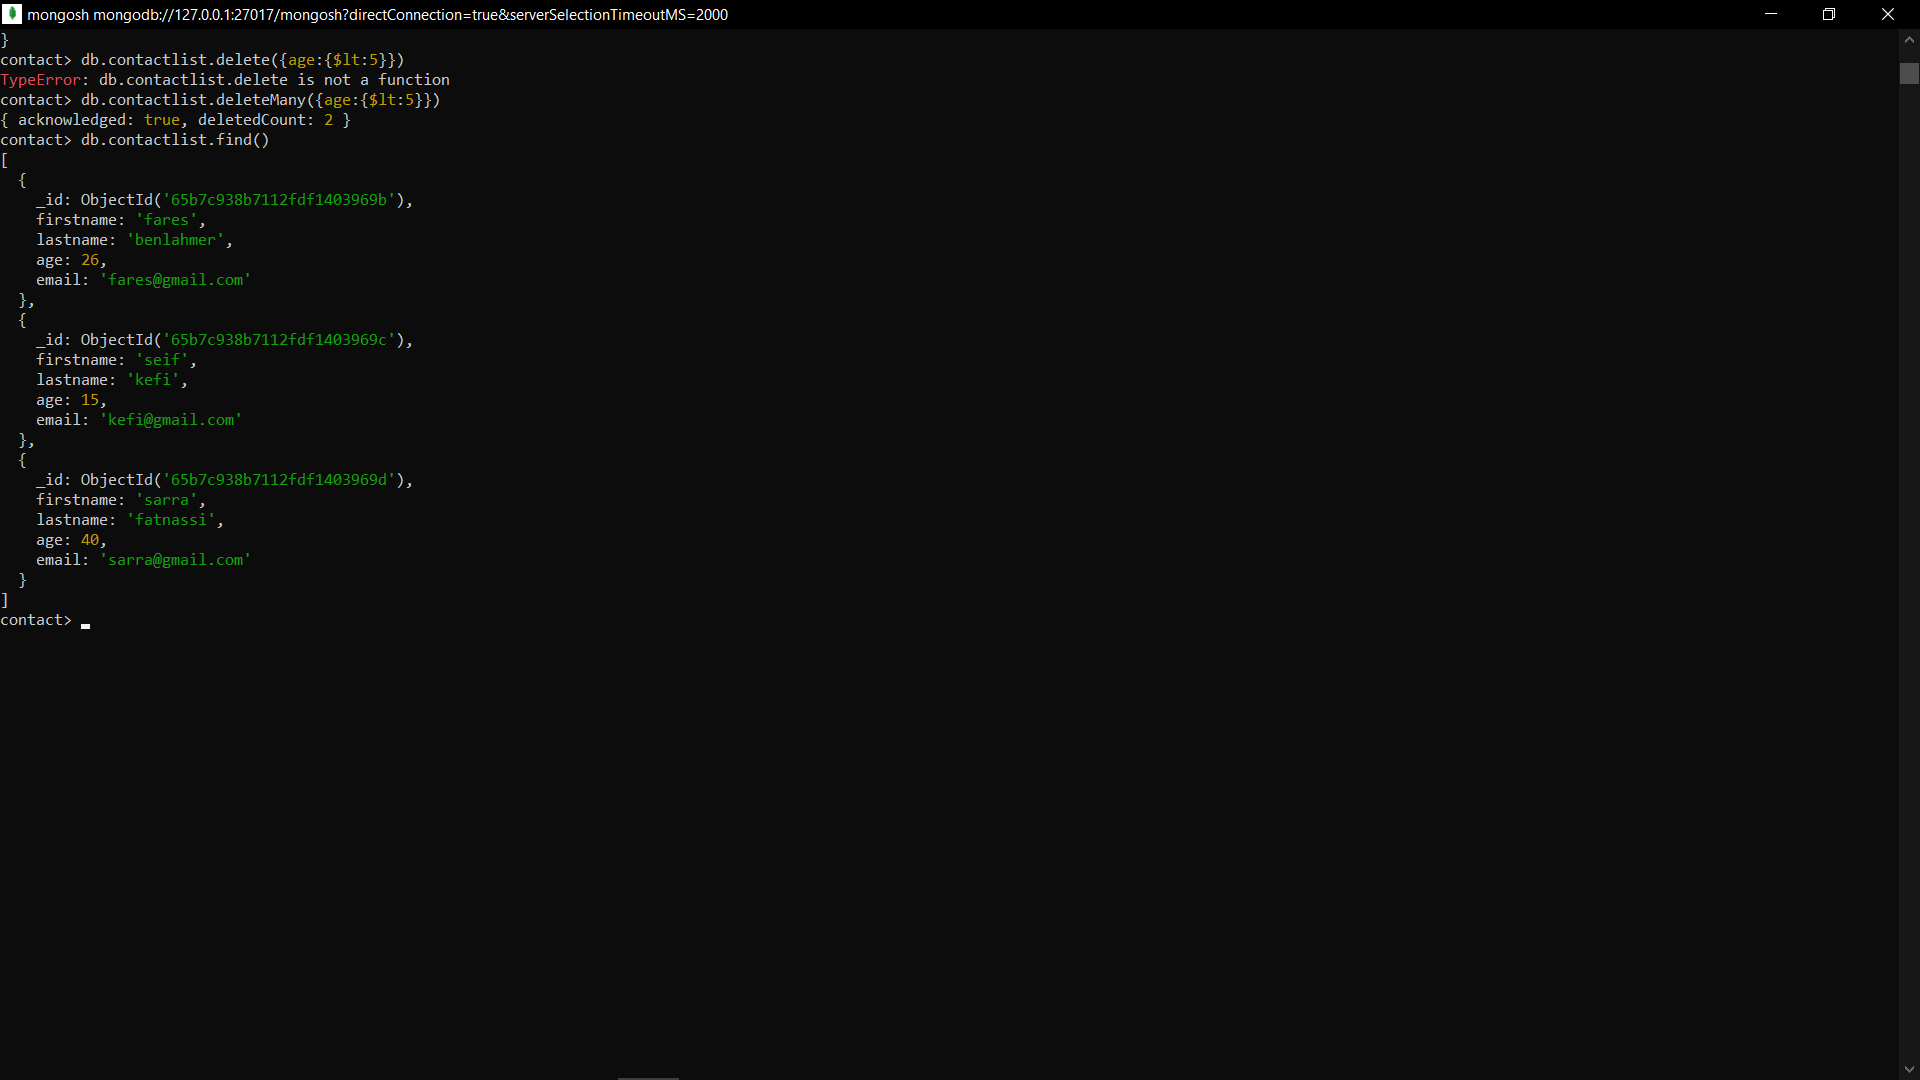 mongosh mongodb://127.0.0.1:27017/mongosh?directConnection=true&serverSelectionTimeoutMS=2000
}
contact> db.contactlist.delete({age:{$lt:5}})
TypeError: db.contactlist.delete is not a function
contact> db.contactlist.deleteMany({age:{$lt:5}})
{ acknowledged: true, deletedCount: 2 }
contact> db.contactlist.find()
[
  {
    _id: ObjectId('65b7c938b7112fdf1403969b'),
    firstname: 'fares',
    lastname: 'benlahmer',
    age: 26,
    email: 'fares@gmail.com'
  },
  {
    _id: ObjectId('65b7c938b7112fdf1403969c'),
    firstname: 'seif',
    lastname: 'kefi',
    age: 15,
    email: 'kefi@gmail.com'
  },
  {
    _id: ObjectId('65b7c938b7112fdf1403969d'),
    firstname: 'sarra',
    lastname: 'fatnassi',
    age: 40,
    email: 'sarra@gmail.com'
  }
]
contact>